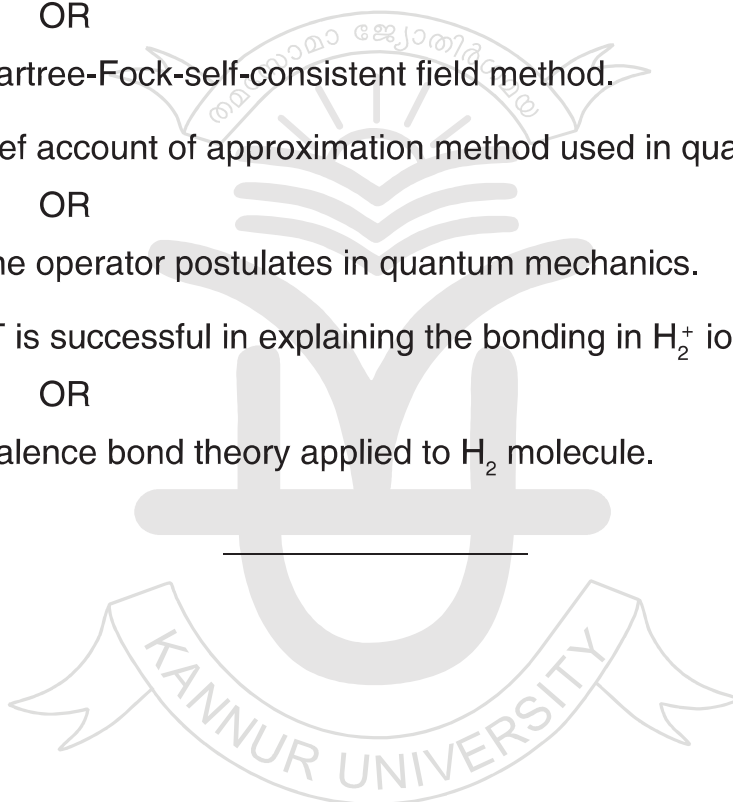 OR
artree-Fock-self-consistent field method.
ef account of approximation method used in qua
OR
ne operator postulates in quantum mechanics.
T is successful in explaining the bonding in H₂⁺ io
OR
alence bond theory applied to H₂ molecule.
തമസോമാ ജ്യോതിർഗമയ
KANNUR UNIVERSITY